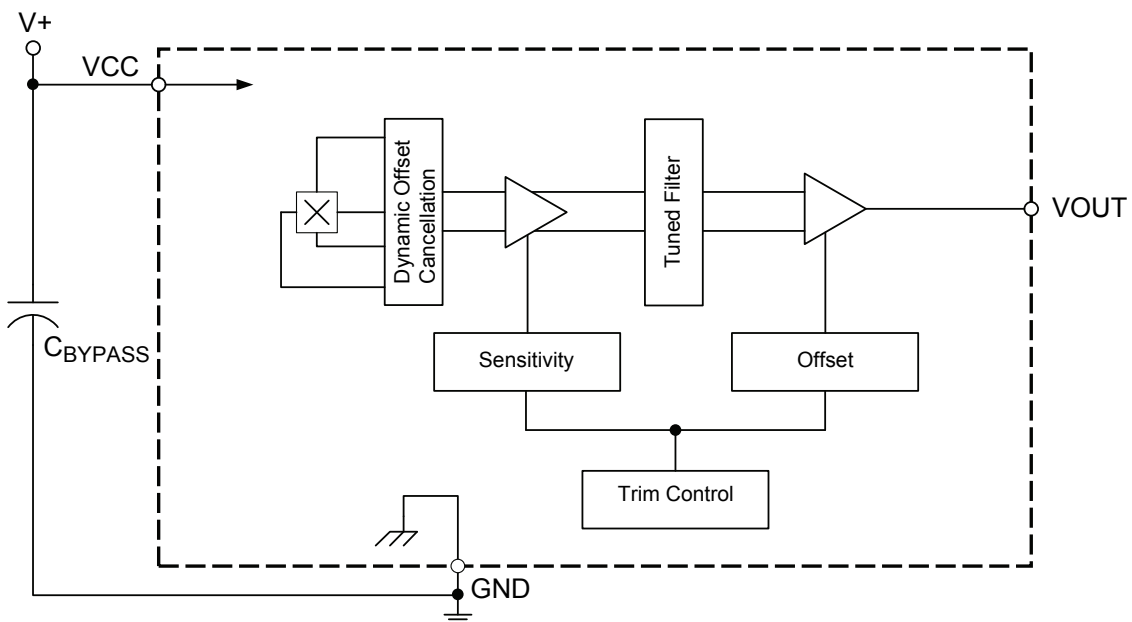 V+
VCC
Dynamic Offset
Cancellation
Tuned Filter
VOUT
CBYPASS
Sensitivity
Offset
Trim Control
GND